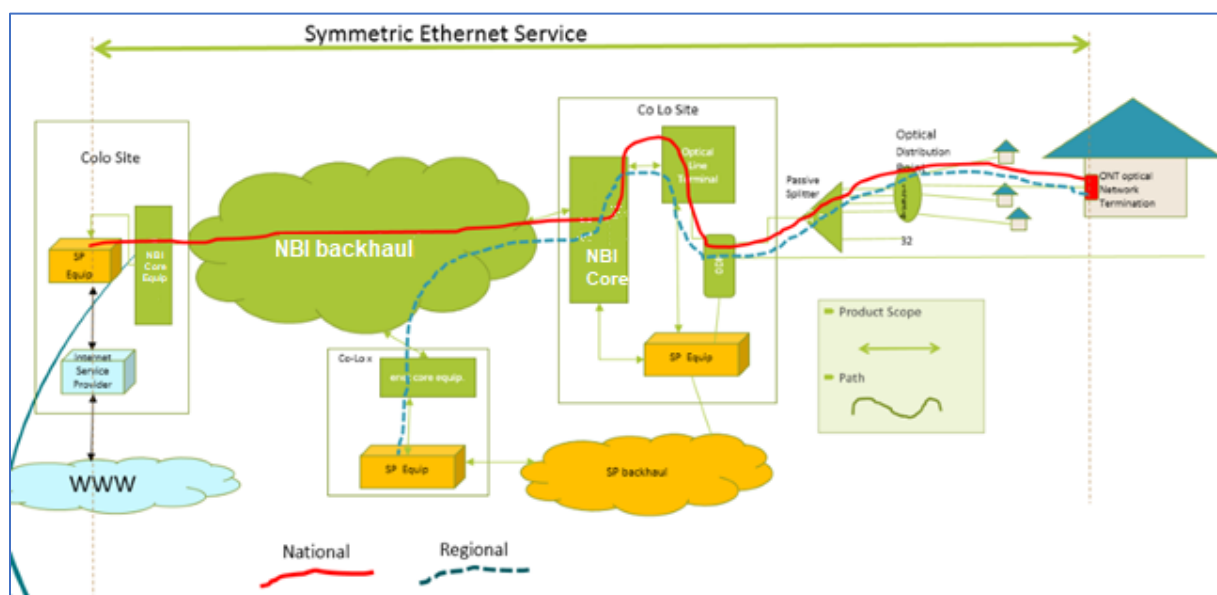 Symmetric Ethernet Service
Colo Site
SP
Equip
NBI
Core
Equip
Internet
Service
Provider
WWW
NBI backhaul
Co-Lo x
core equip.
SP Equip
SP backhaul
Co Lo Site
NBI
Core
Optical
Line
Terminal
SP Equip
Passive
Splitter
Optical
Distribution
32
ONT optical
Network
Termination
Product Scope
Path
National
Regional